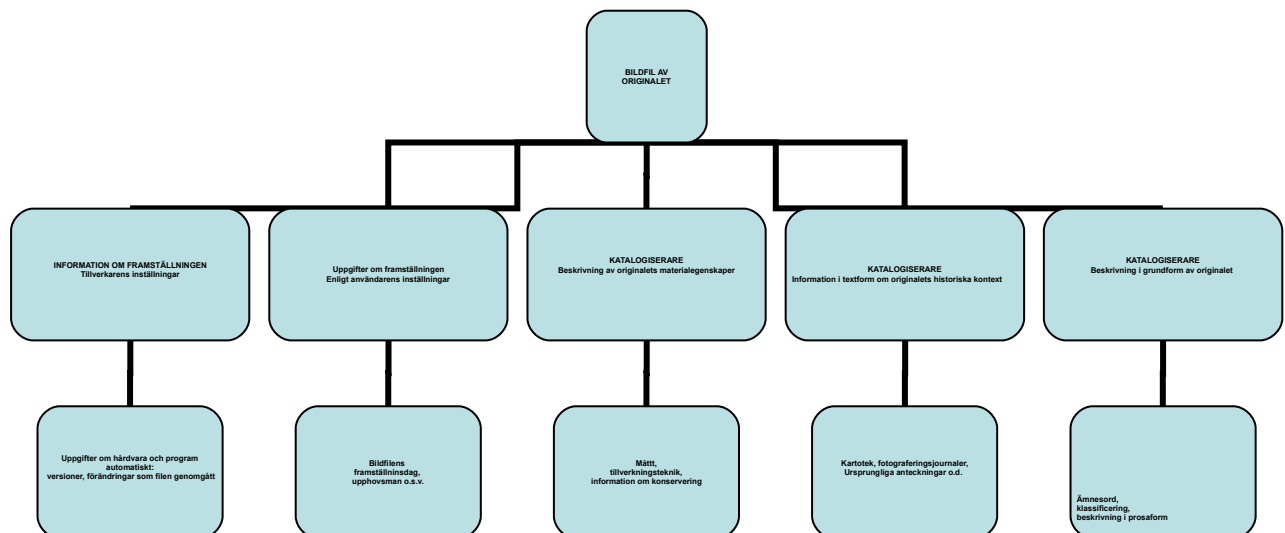 BILDFIL AV
ORIGINALET
INFORMATION OM FRAMSTÄLLNINGEN
Tillverkarens inställningar
Uppgifter om framställningen
Enligt användarens inställningar
KATALOGISERARE
Beskrivning av originalets materialegenskaper
KATALOGISERARE
Information i textform om originalets historiska kontext
KATALOGISERARE
Beskrivning i grundform av originalet
Uppgifter om hårdvara och program
automatiskt:
versioner, förändringar som filen genomgått
Bildfilens
framställninsdag,
upphovsman o.s.v.
Måttt,
tillverkningsteknik,
information om konservering
Kartotek, fotograferingsjournaler,
Ursprungliga anteckningar o.d.
Ämnesord,
klassificering,
beskrivning i prosaform